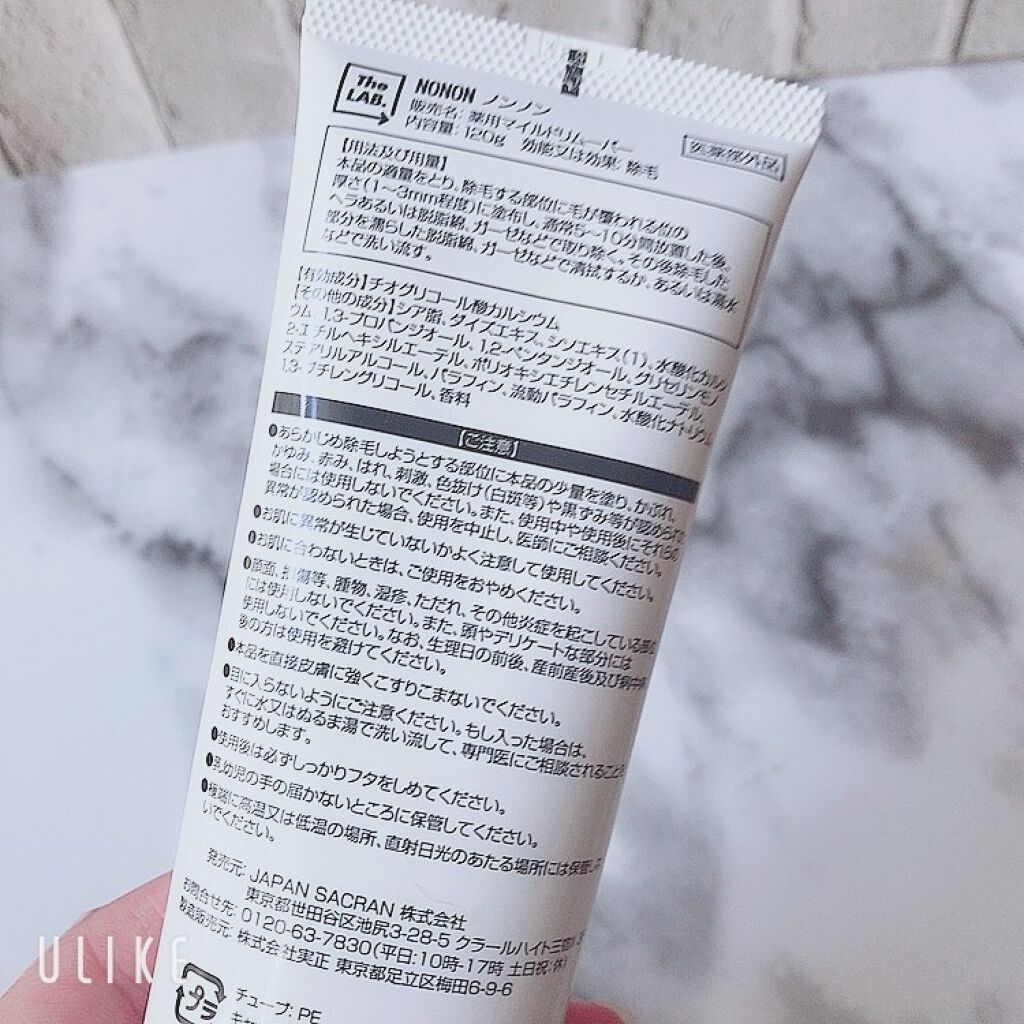 The
LAB.
NONON ノンノン
販売名: 薬用マイルドリムーバー
内容量: 120g 効能又は効果: 除毛
医薬部外品
【用法及び用量】
本品の適量をとり、除毛する部位に毛が覆われる位の
厚さ(1~3mm程度)に塗布し、通常5~10分間放置した後、
ヘラあるいは脱脂綿、ガーゼなどで取り除く。その後除毛した
部分を濡らした脱脂綿、ガーゼなどで清拭するか、あるいは温水
などで洗い流す。
【有効成分】チオグリコール酸カルシウム
【その他の成分】シア脂、ダイズエキス、シソエキス(1)、水酸化カルシ
ウム、1,3-プロパンジオール、1,2-ペンタンジオール、グリセリンモノ
2-エチルヘキシルエーテル、ポリオキシエチレンセチルエーテル、
ステアリルアルコール、パラフィン、流動パラフィン、水酸化ナトリウム、
1,3-ブチレングリコール、香料
【ご注意】
●あらかじめ除毛しようとする部位に本品の少量を塗り、かぶれ、
かゆみ、赤み、はれ、刺激、色抜け(白斑等)や黒ずみ等が認められた
場合には使用しないでください。また、使用中や使用後にそれらの
異常が認められた場合、使用を中止し、医師にご相談ください。
●お肌に異常が生じていないかよく注意して使用してください。
●お肌に合わないときは、ご使用をおやめください。
●顔面、損傷等、腫物、湿疹、ただれ、その他炎症を起こしている部位
には使用しないでください。また、頭やデリケートな部分には
使用しないでください。なお、生理日の前後、産前産後及び病中病
後の方は使用を避けてください。
●本品を直接皮膚に強くこすりこまないでください。
●目に入らないようにご注意ください。もし入った場合は、
すぐに水又はぬるま湯で洗い流して、専門医にご相談されることを
おすすめします。
●使用後は必ずしっかりフタをしめてください。
●乳幼児の手の届かないところに保管してください。
●極端に高温又は低温の場所、直射日光のあたる場所には保管しな
いでください。
発売元: JAPAN SACRAN 株式会社
東京都世田谷区池尻3-28-5 クラールハイト三宿
お問合せ先: 0120-63-7830(平日:10時-17時 土日祝:休)
製造販売元: 株式会社実正 東京都足立区梅田6-9-6
プラ
チューブ: PE
ULIKE